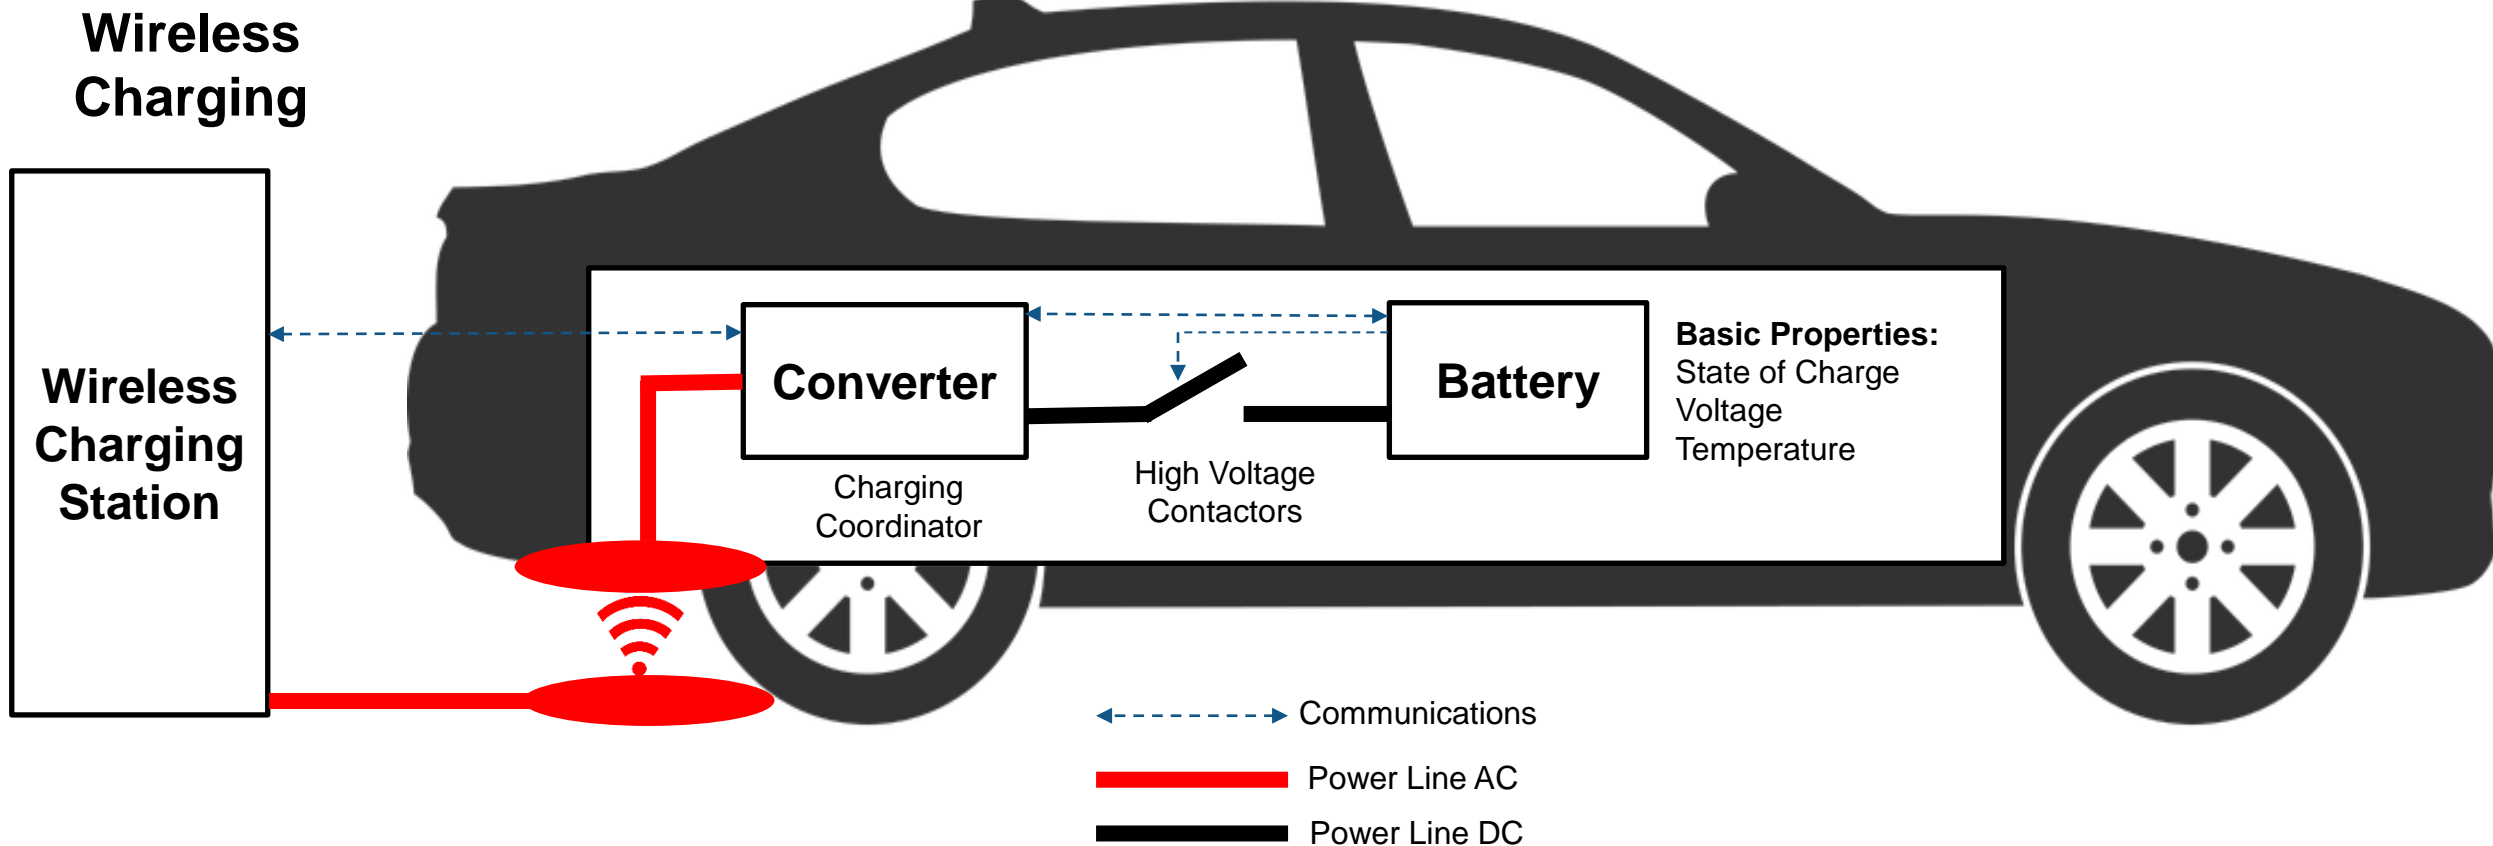 Wireless
Charging
Wireless
Charging
Station
Converter
Charging
Coordinator
High Voltage
Contactors
Battery
Basic Properties:
State of Charge
Voltage
Temperature
Communications
Power Line AC
Power Line DC